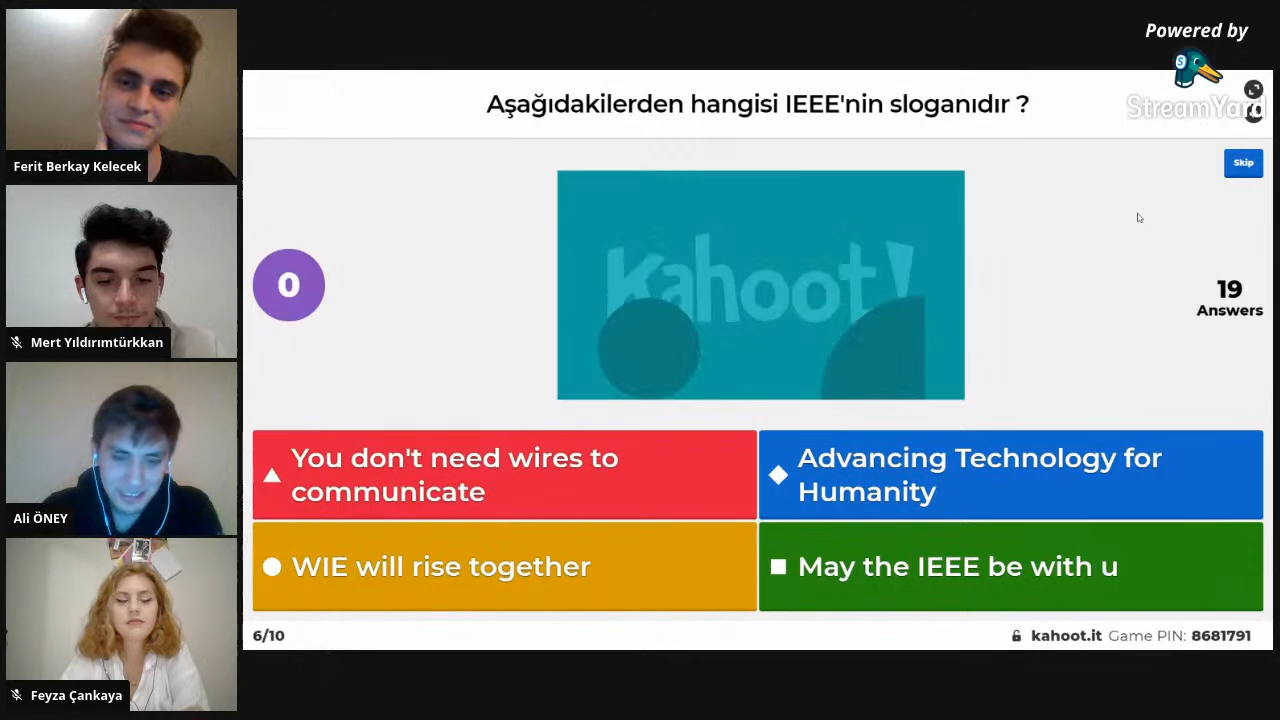 Powered by
StreamYard
Aşağıdakilerden hangisi IEEE'nin sloganıdır ?
Skip
Kahoot!
0
19
Answers
You don't need wires to
communicate
Advancing Technology for
Humanity
WIE will rise together
May the IEEE be with u
6/10
kahoot.it Game PIN: 8681791
Ferit Berkay Kelecek
Mert Yıldırımtürkkan
Ali ÖNEY
Feyza Çankaya